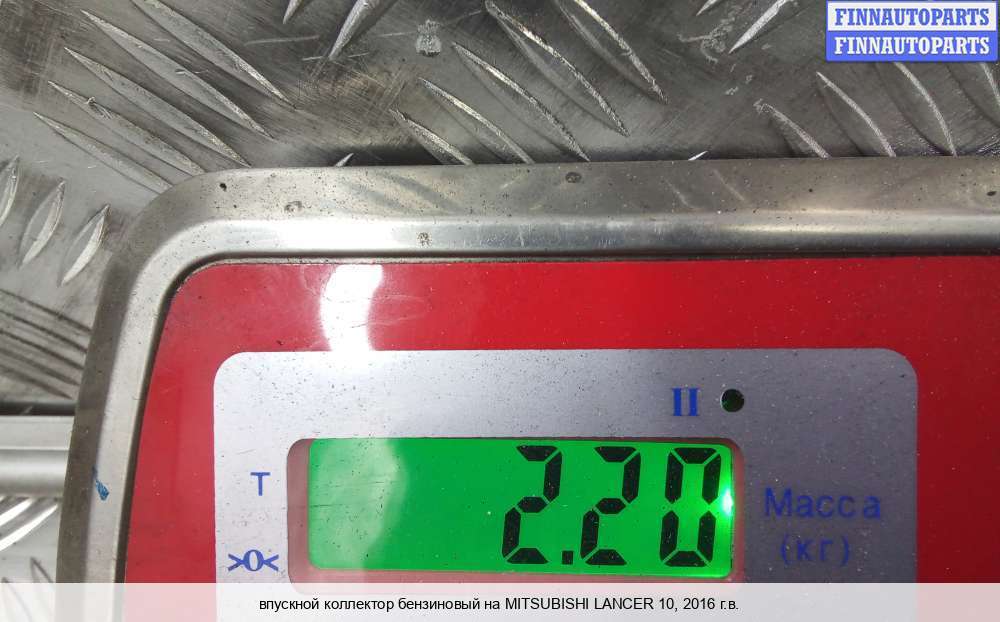 FINNAUTOPARTS
FINNAUTOPARTS
II
T
2.20
Масса
>0<
(кг)
впускной коллектор бензиновый на MITSUBISHI LANCER 10, 2016 г.в.